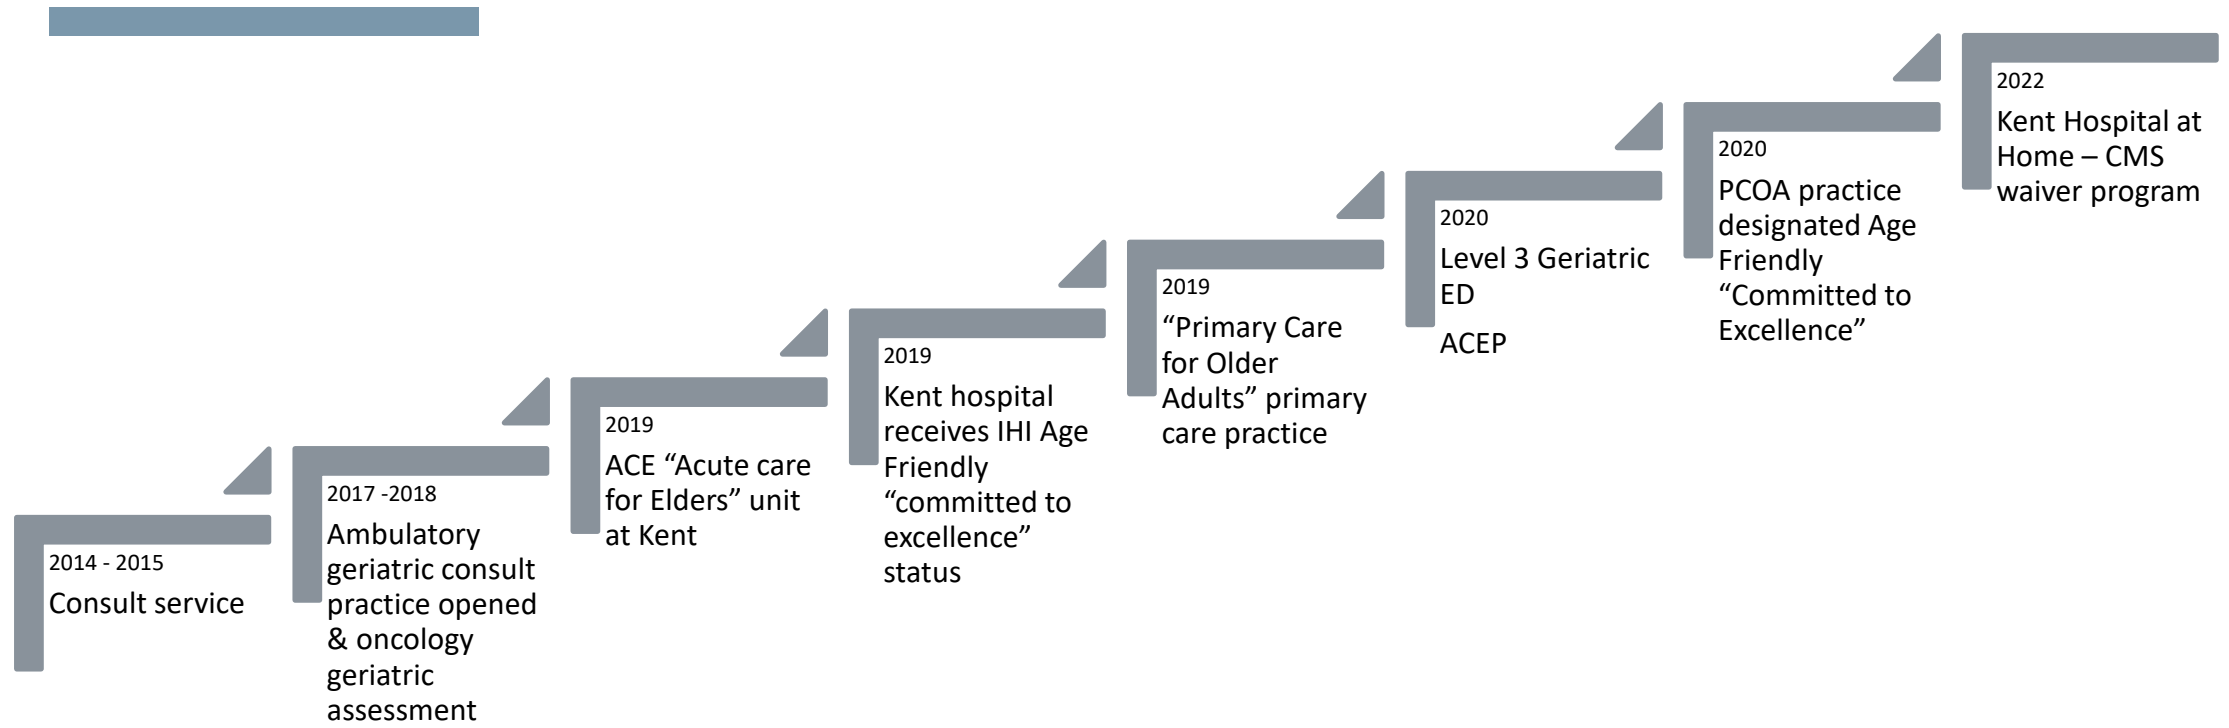 2014 - 2015
Consult service
2017 -2018
Ambulatory
geriatric consult
practice opened
& oncology
geriatric
assessment
2019
ACE “Acute care
for Elders” unit
at Kent
2019
Kent hospital
receives IHI Age
Friendly
“committed to
excellence”
status
2019
“Primary Care
for Older
Adults” primary
care practice
2020
Level 3 Geriatric
ED
ACEP
2020
PCOA practice
designated Age
Friendly
“Committed to
Excellence”
2022
Kent Hospital at
Home – CMS
waiver program